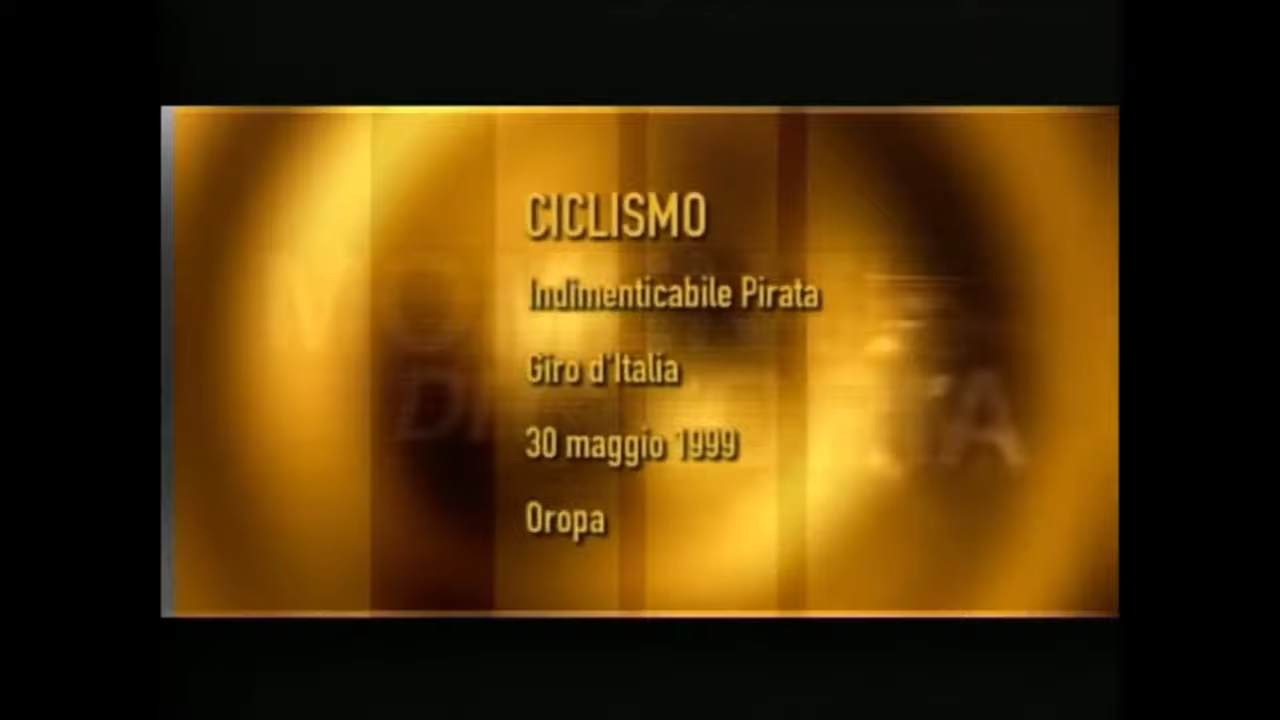 CICLISMO
Indimenticabile Pirata
Giro d'Italia
30 maggio 1999
Oropa